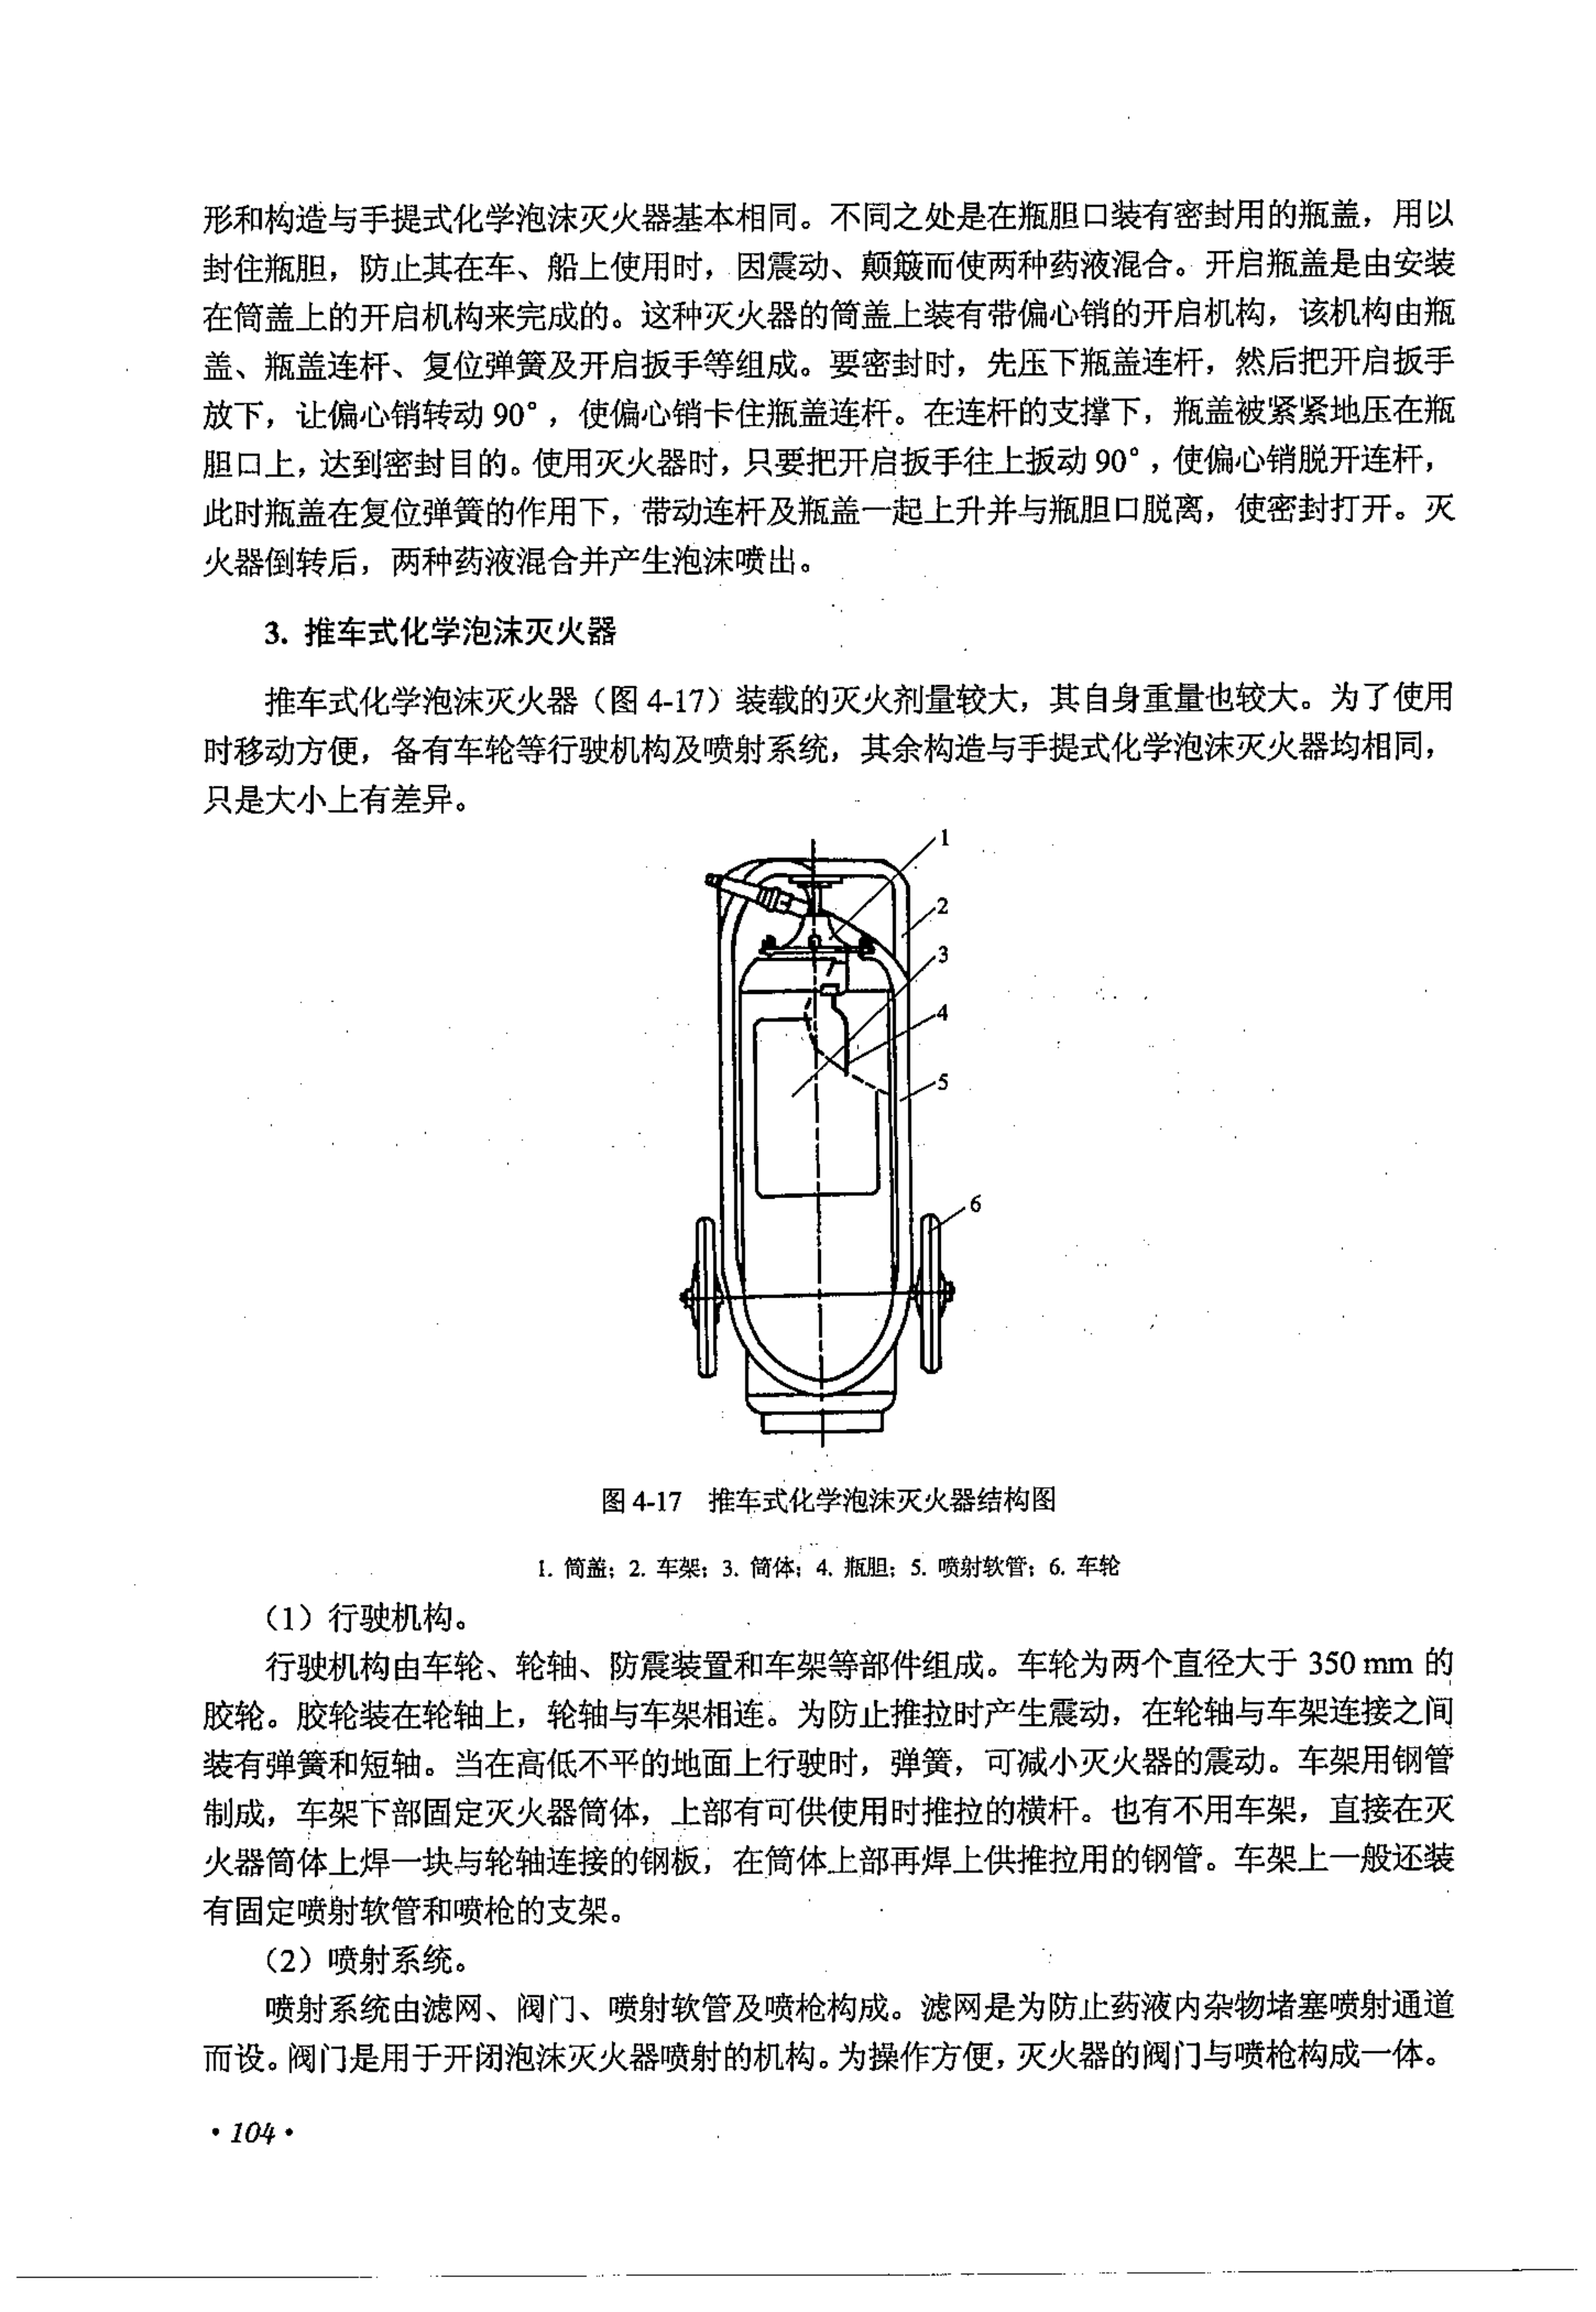 形和构造与手提式化学泡沫灭火器基本相同。不同之处是在瓶胆口装有密封用的瓶盖，用以
封住瓶胆，防止其在车、船上使用时，因震动、颠簸而使两种药液混合。开启瓶盖是由安装
在筒盖上的开启机构来完成的。这种灭火器的筒盖上装有带偏心销的开启机构，该机构由瓶
盖、瓶盖连杆、复位弹簧及开启扳手等组成。要密封时，先压下瓶盖连杆，然后把开启扳手
放下，让偏心销转动 90°，使偏心销卡住瓶盖连杆。在连杆的支撑下，瓶盖被紧紧地压在瓶
胆口上，达到密封目的。使用灭火器时，只要把开启扳手往上扳动 90°，使偏心销脱开连杆，
此时瓶盖在复位弹簧的作用下，带动连杆及瓶盖一起上升并与瓶胆口脱离，使密封打开。灭
火器倒转后，两种药液混合并产生泡沫喷出。
3. 推车式化学泡沫灭火器
推车式化学泡沫灭火器（图 4-17）装载的灭火剂量较大，其自身重量也较大。为了使用
时移动方便，备有车轮等行驶机构及喷射系统，其余构造与手提式化学泡沫灭火器均相同，
只是大小上有差异。
1
2
3
4
5
6
图 4-17 推车式化学泡沫灭火器结构图
1. 筒盖；2. 车架；3. 筒体；4. 瓶胆；5. 喷射软管；6. 车轮
（1）行驶机构。
行驶机构由车轮、轮轴、防震装置和车架等部件组成。车轮为两个直径大于 350 mm 的
胶轮。胶轮装在轮轴上，轮轴与车架相连。为防止推拉时产生震动，在轮轴与车架连接之间
装有弹簧和短轴。当在高低不平的地面上行驶时，弹簧，可减小灭火器的震动。车架用钢管
制成，车架下部固定灭火器筒体，上部有可供使用时推拉的横杆。也有不用车架，直接在灭
火器筒体上焊一块与轮轴连接的钢板，在筒体上部再焊上供推拉用的钢管。车架上一般还装
有固定喷射软管和喷枪的支架。
（2）喷射系统。
喷射系统由滤网、阀门、喷射软管及喷枪构成。滤网是为防止药液内杂物堵塞喷射通道
而设。阀门是用于开闭泡沫灭火器喷射的机构。为操作方便，灭火器的阀门与喷枪构成一体。
·104·